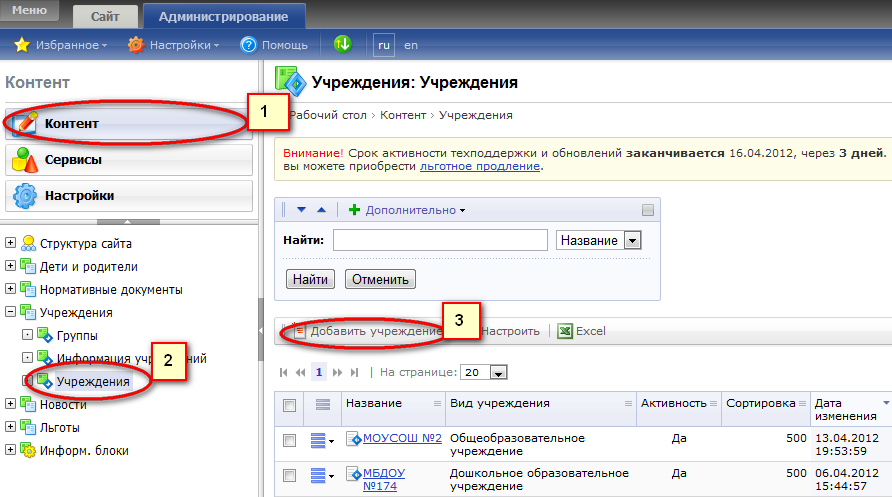 Меню
Сайт
Администрирование
Избранное
Настройки
Помощь
ru
en
Контент
Контент
1
Сервисы
Настройки
Структура сайта
Дети и родители
Нормативные документы
Учреждения
Группы
Информация
2
Учреждения
Новости
Льготы
Информ. блоки
Учреждения: Учреждения
Рабочий стол › Контент › Учреждения
Внимание! Срок активности техподдержки и обновлений заканчивается 16.04.2012, через 3 дней.
вы можете приобрести льготное продление.
Дополнительно
Найти:
Название
Найти
Отменить
Добавить учреждение
3
Настроить
Excel
1
На странице:
20
Название
Вид учреждения
Активность
Сортировка
Дата
изменения
МОУСОШ №2
Общеобразовательное
учреждение
Да
500
13.04.2012
19:53:59
МБДОУ
№174
Дошкольное образовательное
учреждение
Да
500
06.04.2012
15:44:57